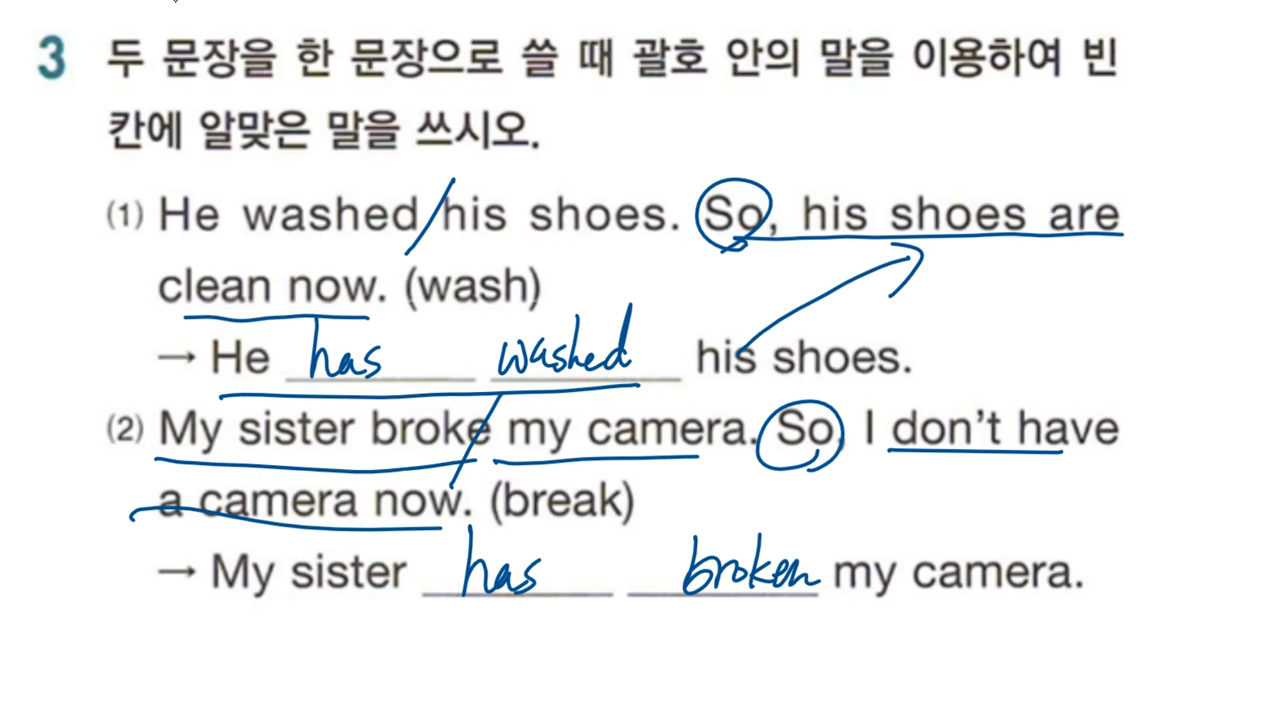 3 두 문장을 한 문장으로 쓸 때 괄호 안의 말을 이용하여 빈
칸에 알맞은 말을 쓰시오.
(1) He washed his shoes. So, his shoes are
clean now. (wash)
→ He has washed his shoes.
(2) My sister broke my camera. So, I don't have
a camera now. (break)
→ My sister has broken my camera.